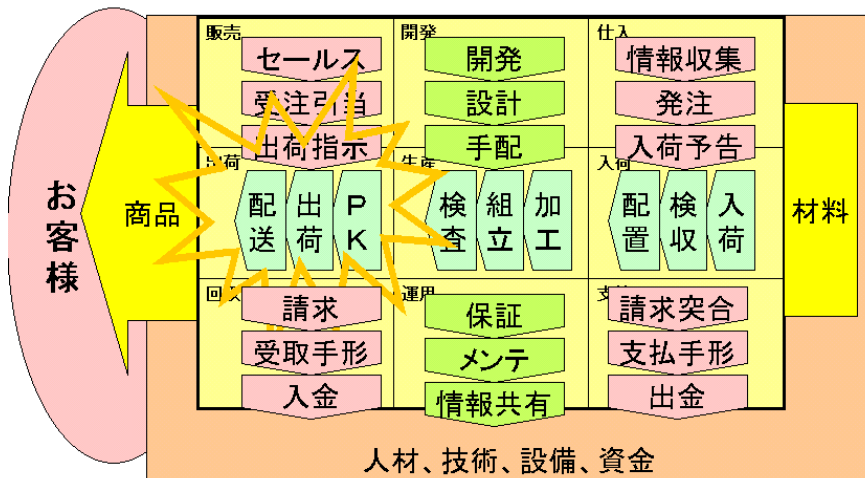 販売
開発
仕入
セールス
開発
情報収集
受注引当
設計
発注
出荷指示
手配
入荷予告
出荷
生産
入荷
お客様
商品
配送
出荷
PK
検査
組立
加工
配置
検収
入荷
材料
運用
請求
保証
請求突合
受取手形
メンテ
支払手形
入金
情報共有
出金
人材、技術、設備、資金